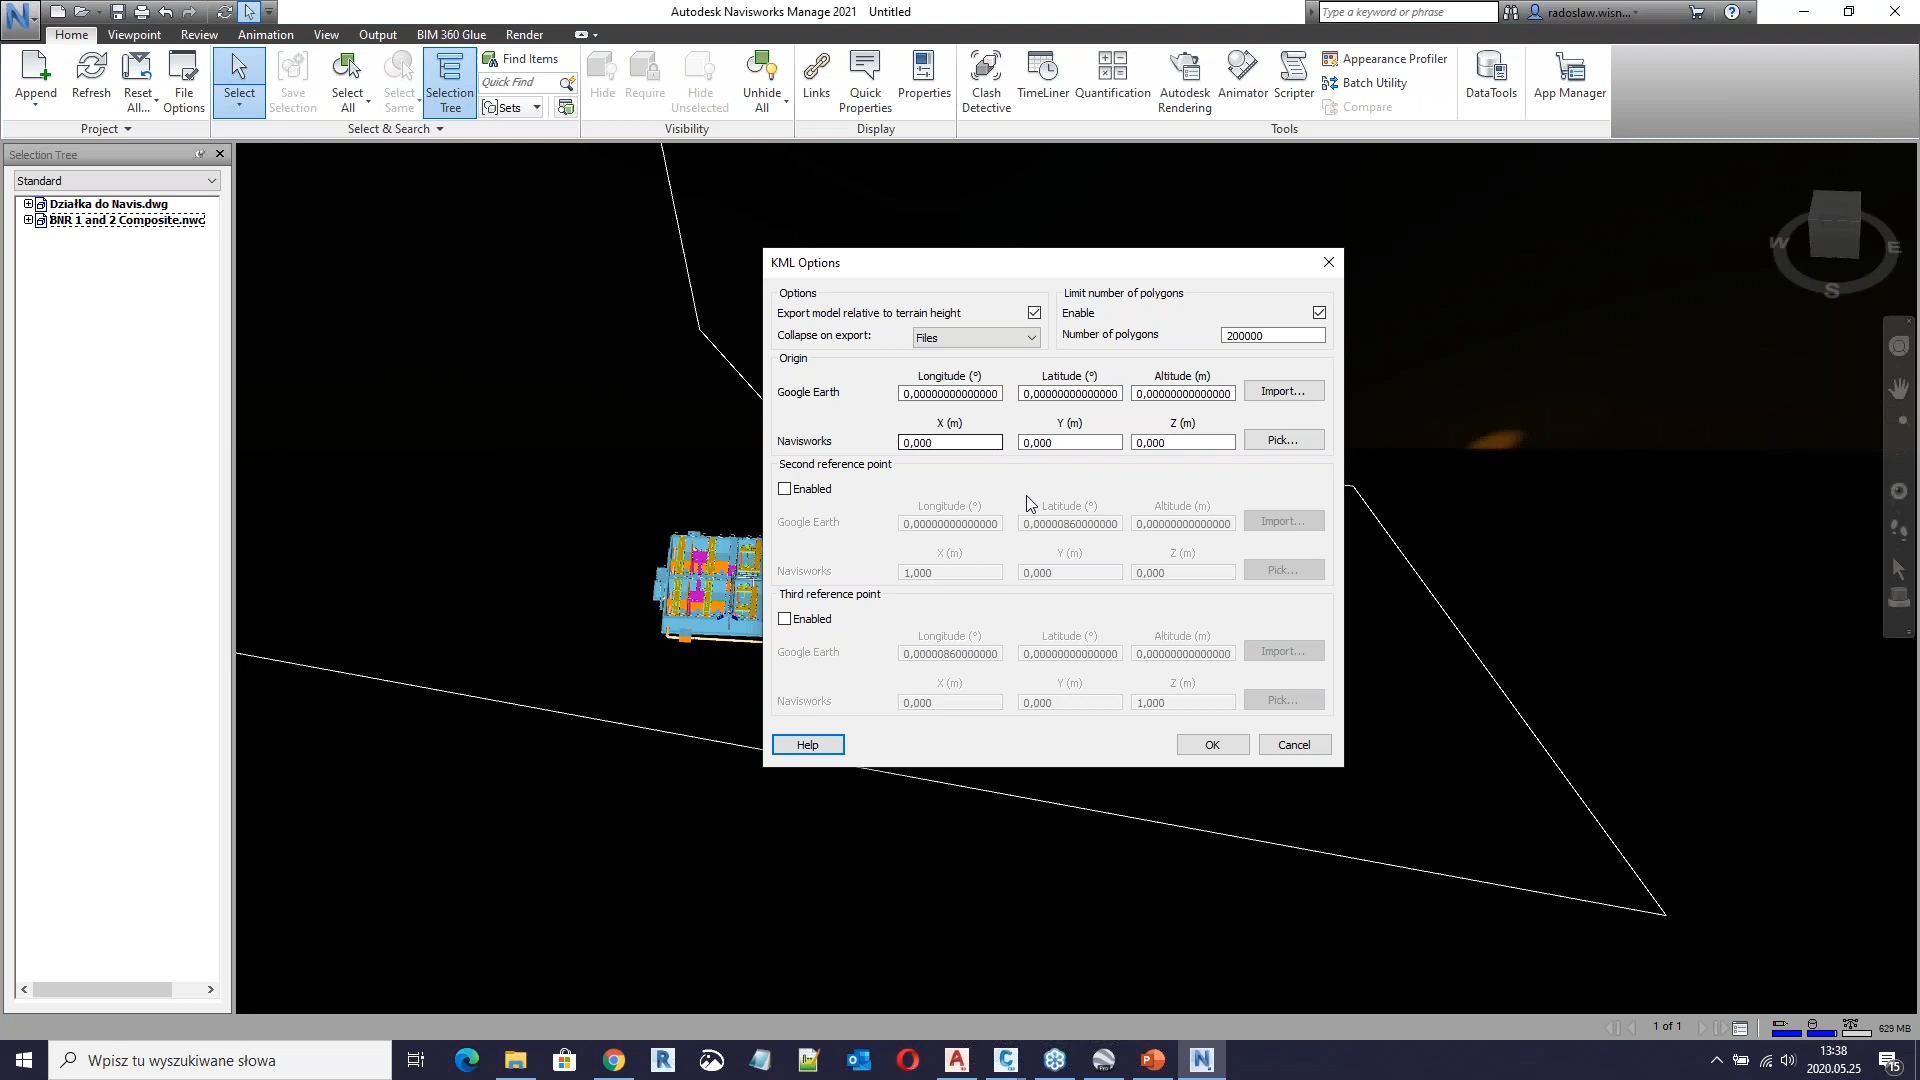 Autodesk Navisworks Manage 2021 Untitled
Type a keyword or phrase
radoslaw.wisn...
Home Viewpoint Review Animation View Output BIM 360 Glue Render
Append
Refresh
Reset All...
File Options
Select
Save Selection
Select All
Select Same
Selection Tree
Find Items
Quick Find
Sets
Hide
Require
Hide Unselected
Unhide All
Links
Quick Properties
Properties
Clash Detective
TimeLiner
Quantification
Autodesk Rendering
Animator
Scripter
Appearance Profiler
Batch Utility
Compare
DataTools
App Manager
Project
Select & Search
Visibility
Display
Tools
Selection Tree
Standard
Działka do Navis.dwg
BNR 1 and 2 Composite.nwc
W
E
S
KML Options
Options
Export model relative to terrain height
Collapse on export: Files
Limit number of polygons
Enable
Number of polygons 200000
Origin
Longitude (°) Latitude (°) Altitude (m)
Google Earth 0,00000000000000 0,00000000000000 0,00000000000000 Import...
X (m) Y (m) Z (m)
Navisworks 0,000 0,000 0,000 Pick...
Second reference point
Enabled
Longitude (°) Latitude (°) Altitude (m)
Google Earth 0,00000000000000 0,00000860000000 0,00000000000000 Import...
X (m) Y (m) Z (m)
Navisworks 1,000 0,000 0,000 Pick...
Third reference point
Enabled
Longitude (°) Latitude (°) Altitude (m)
Google Earth 0,00000860000000 0,00000000000000 0,00000000000000 Import...
X (m) Y (m) Z (m)
Navisworks 0,000 0,000 1,000 Pick...
Help OK Cancel
1 of 1
629 MB
Wpisz tu wyszukiwane słowa
13:38
2020.05.25
15